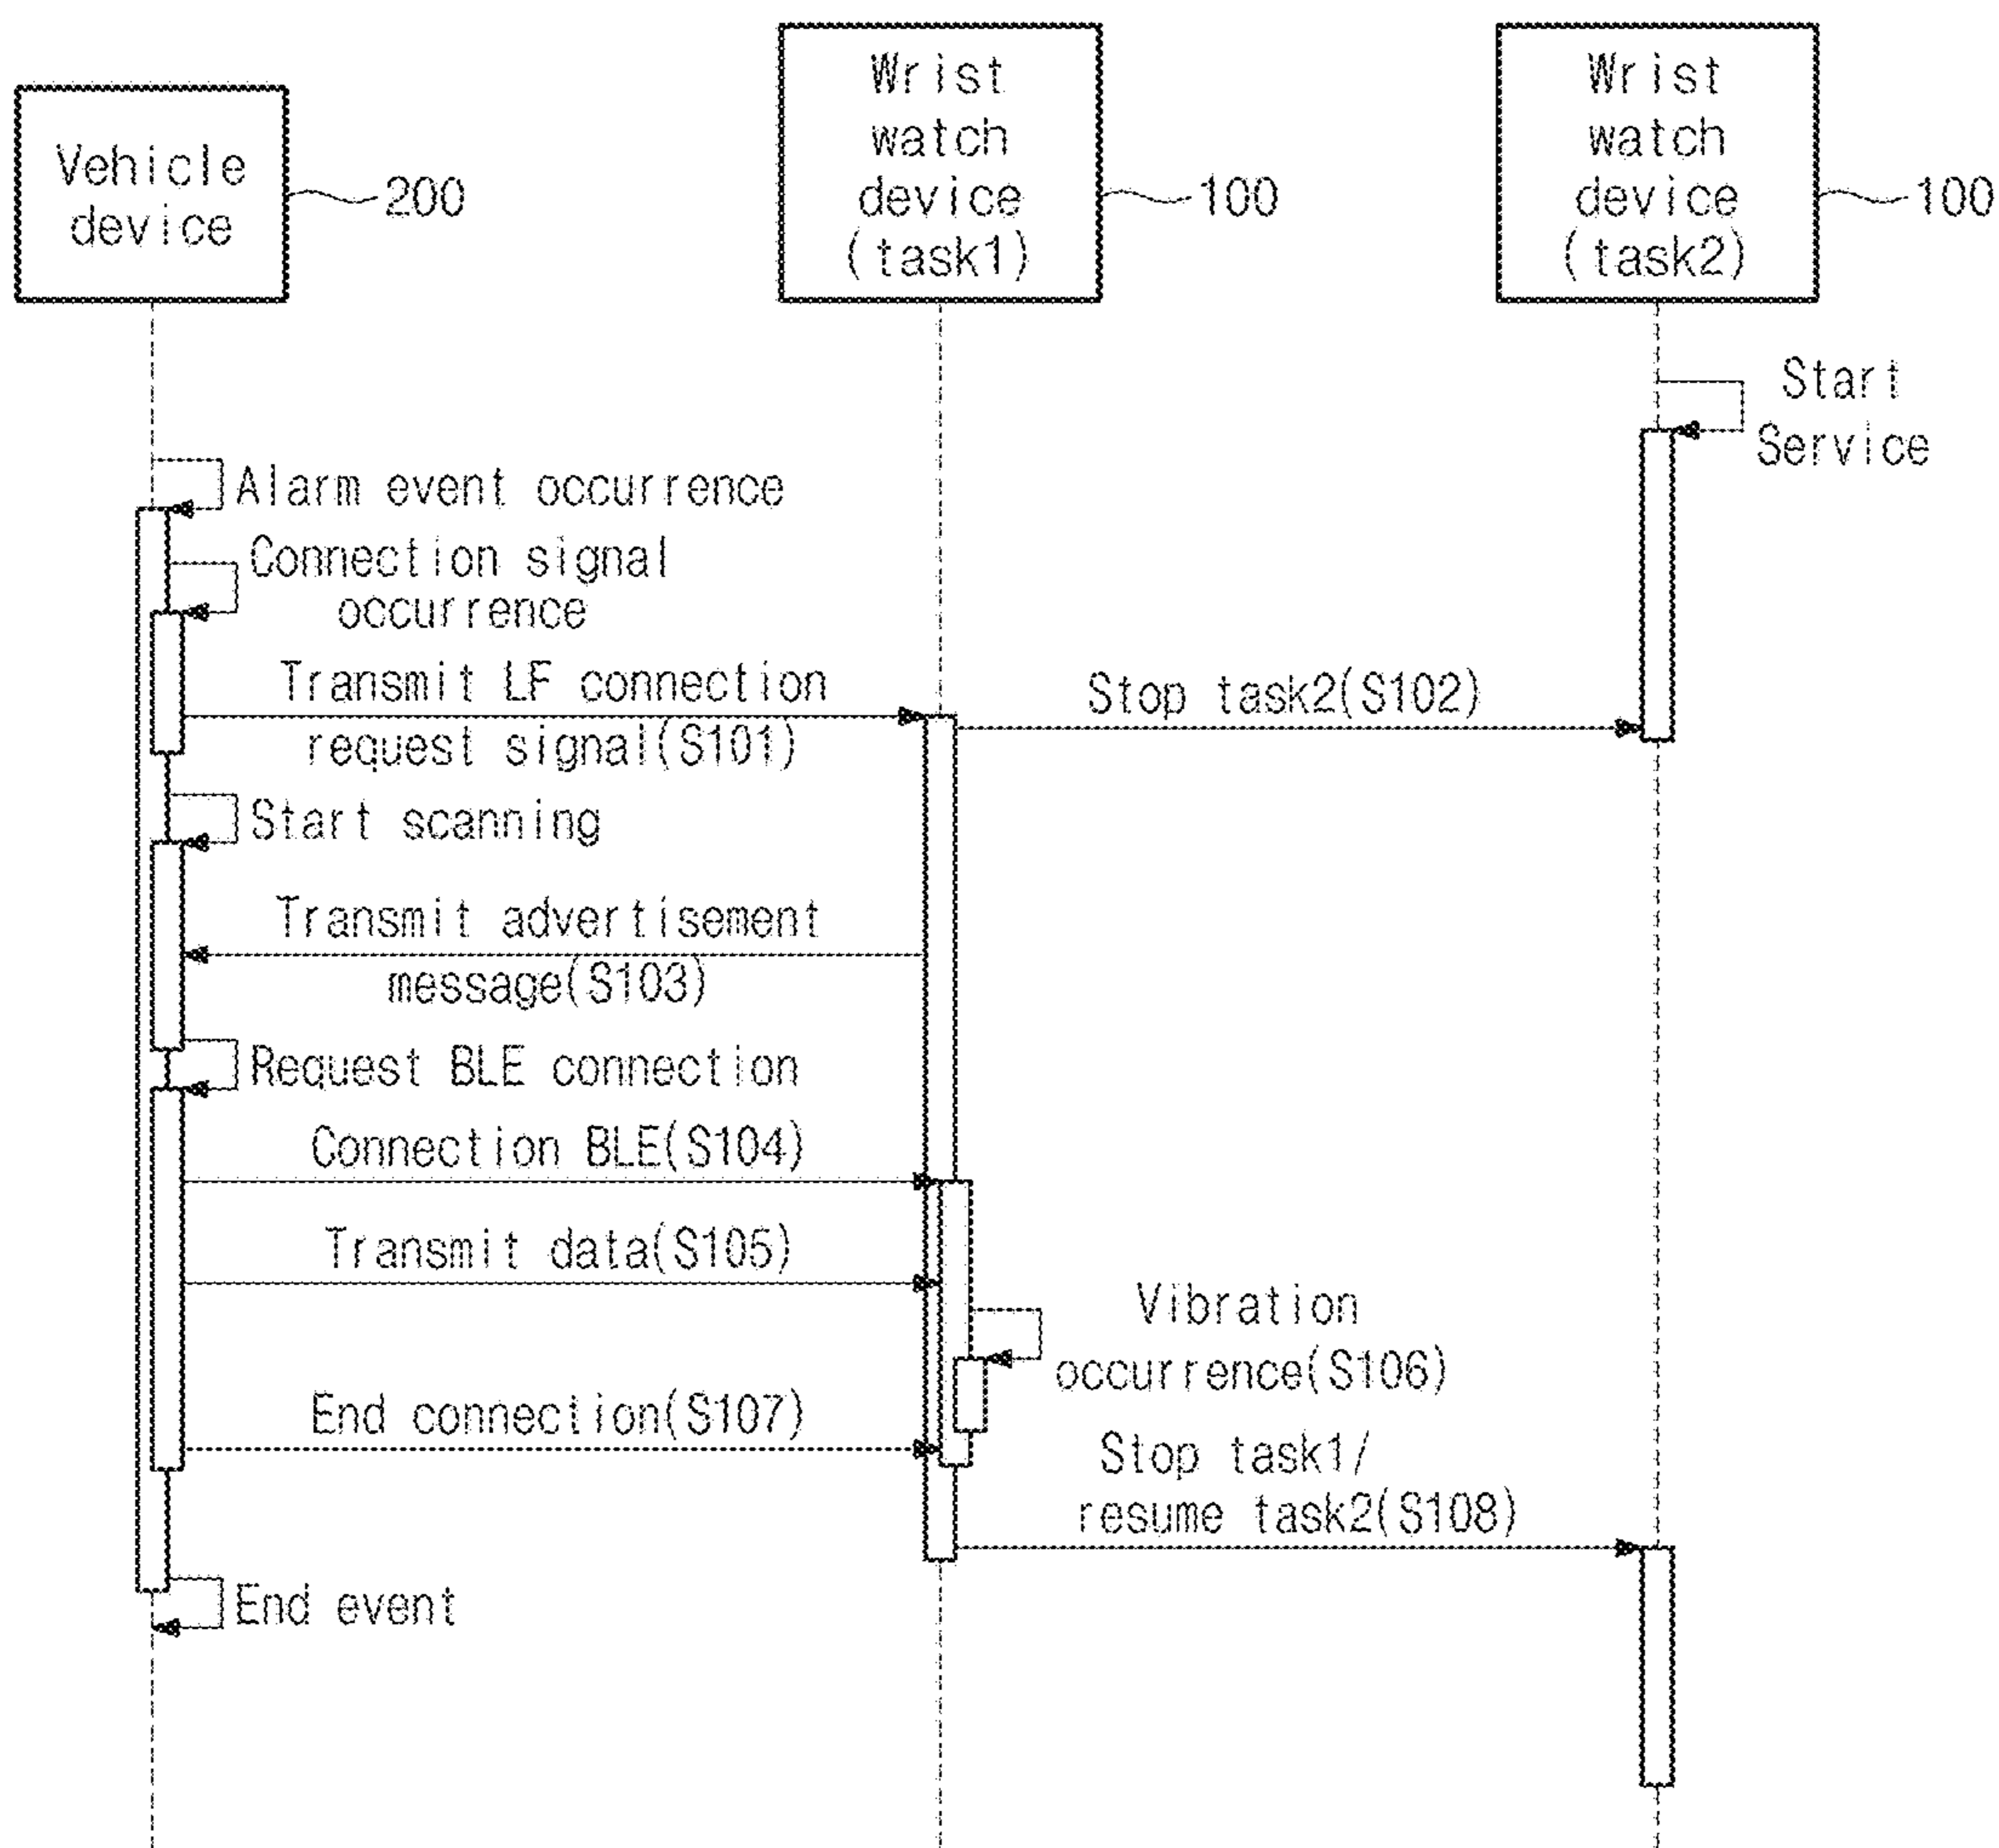 Vehicle
device
200
Wrist
watch
device
(task1)
100
Wrist
watch
device
(task2)
100
Start
Service
Alarm event occurrence
Connection signal
occurrence
Transmit LF connection
request signal(S101)
Stop task2(S102)
Start scanning
Transmit advertisement
message(S103)
Request BLE connection
Connection BLE(S104)
Transmit data(S105)
Vibration
occurrence(S106)
End connection(S107)
Stop task1/
resume task2(S108)
End event